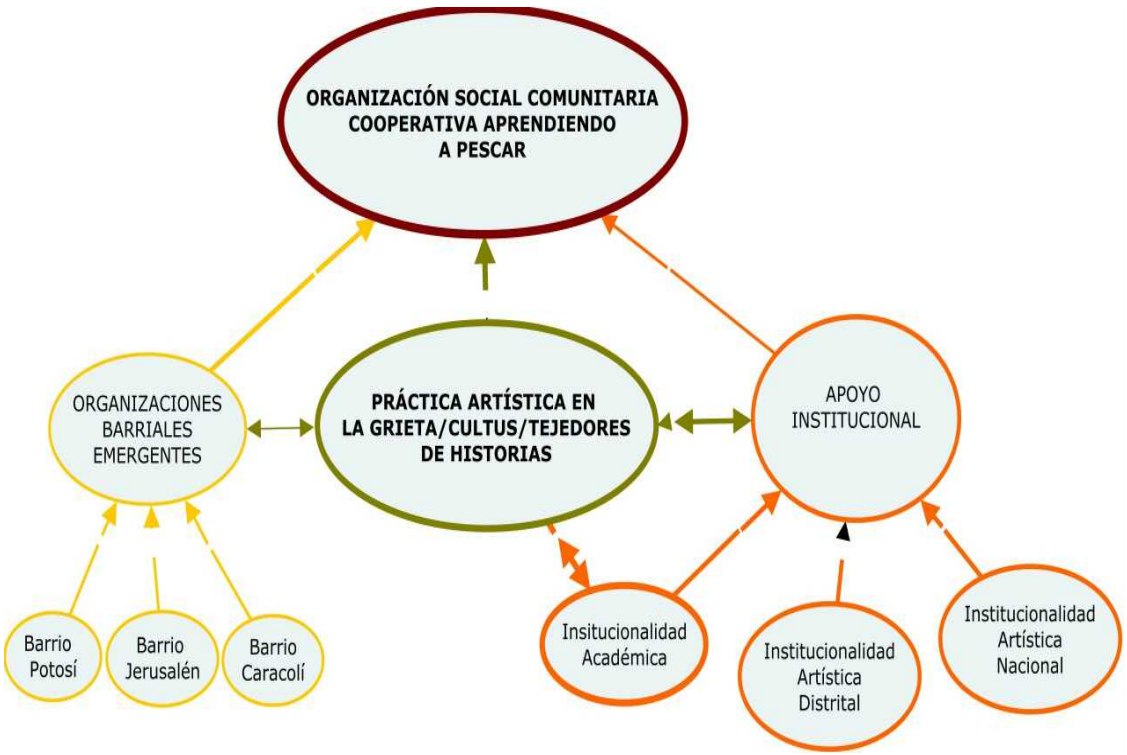 ORGANIZACIÓN SOCIAL COMUNITARIA
COOPERATIVA APRENDIENDO
A PESCAR
ORGANIZACIONES
BARRIALES
EMERGENTES
PRÁCTICA ARTÍSTICA EN
LA GRIETA/CULTUS/TEJEDORES
DE HISTORIAS
APOYO
INSTITUCIONAL
Barrio
Potosí
Barrio
Jerusalén
Barrio
Caracolí
Insitucionalidad
Académica
Institucionalidad
Artística
Distrital
Institucionalidad
Artística
Nacional